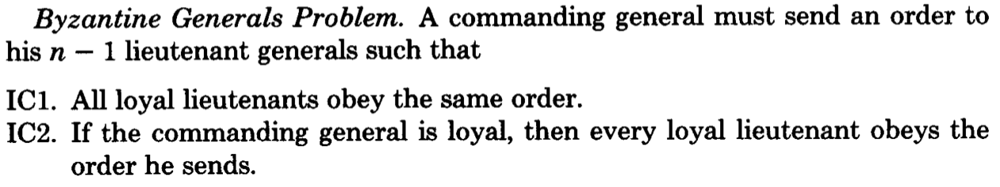 Byzantine Generals Problem. A commanding general must send an order to
his n − 1 lieutenant generals such that
IC1. All loyal lieutenants obey the same order.
IC2. If the commanding general is loyal, then every loyal lieutenant obeys the
order he sends.